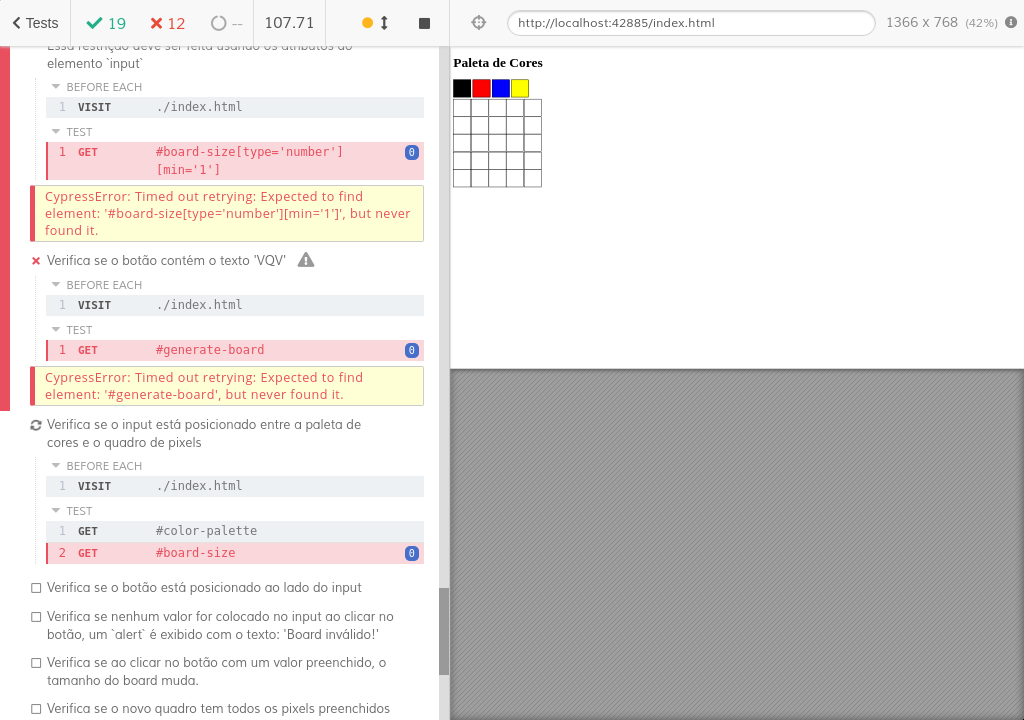 Tests 19 12 -- 107.71 http://localhost:42885/index.html 1366 x 768 (42%)
Essa restrição deve ser feita usando os atributos do
elemento `input`
BEFORE EACH
1 VISIT ./index.html
TEST
1 GET #board-size[type='number'] 0
[min='1']
CypressError: Timed out retrying: Expected to find
element: '#board-size[type='number'][min='1']', but never
found it.
Verifica se o botão contém o texto 'VQV'
BEFORE EACH
1 VISIT ./index.html
TEST
1 GET #generate-board 0
CypressError: Timed out retrying: Expected to find
element: '#generate-board', but never found it.
Verifica se o input está posicionado entre a paleta de
cores e o quadro de pixels
BEFORE EACH
1 VISIT ./index.html
TEST
1 GET #color-palette
2 GET #board-size 0
Verifica se o botão está posicionado ao lado do input
Verifica se nenhum valor for colocado no input ao clicar no
botão, um `alert` é exibido com o texto: 'Board inválido!'
Verifica se ao clicar no botão com um valor preenchido, o
tamanho do board muda.
Verifica se o novo quadro tem todos os pixels preenchidos
Paleta de Cores